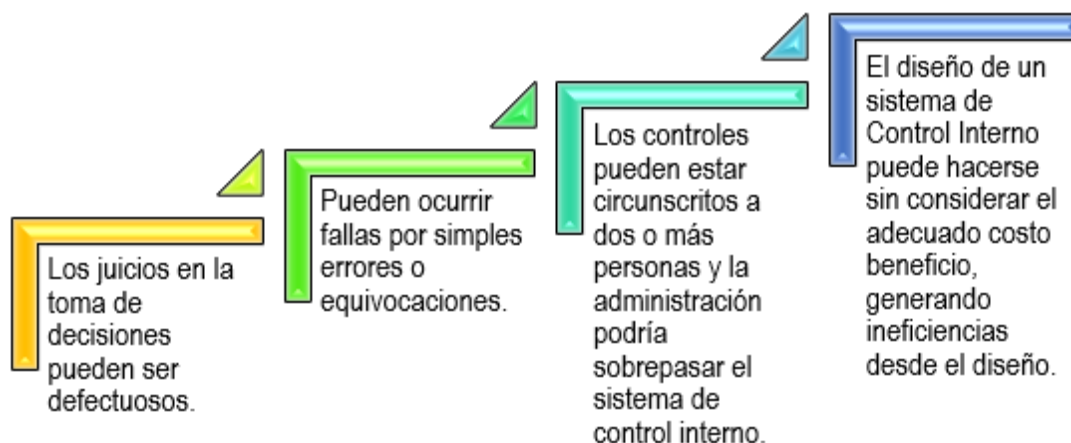 Los juicios en la
toma de
decisiones
pueden ser
defectuosos.
Pueden ocurrir
fallas por simples
errores o
equivocaciones.
Los controles
pueden estar
circunscritos a
dos o más
personas y la
administración
podría
sobrepasar el
sistema de
control interno.
El diseño de un
sistema de
Control Interno
puede hacerse
sin considerar el
adecuado costo
beneficio,
generando
ineficiencias
desde el diseño.